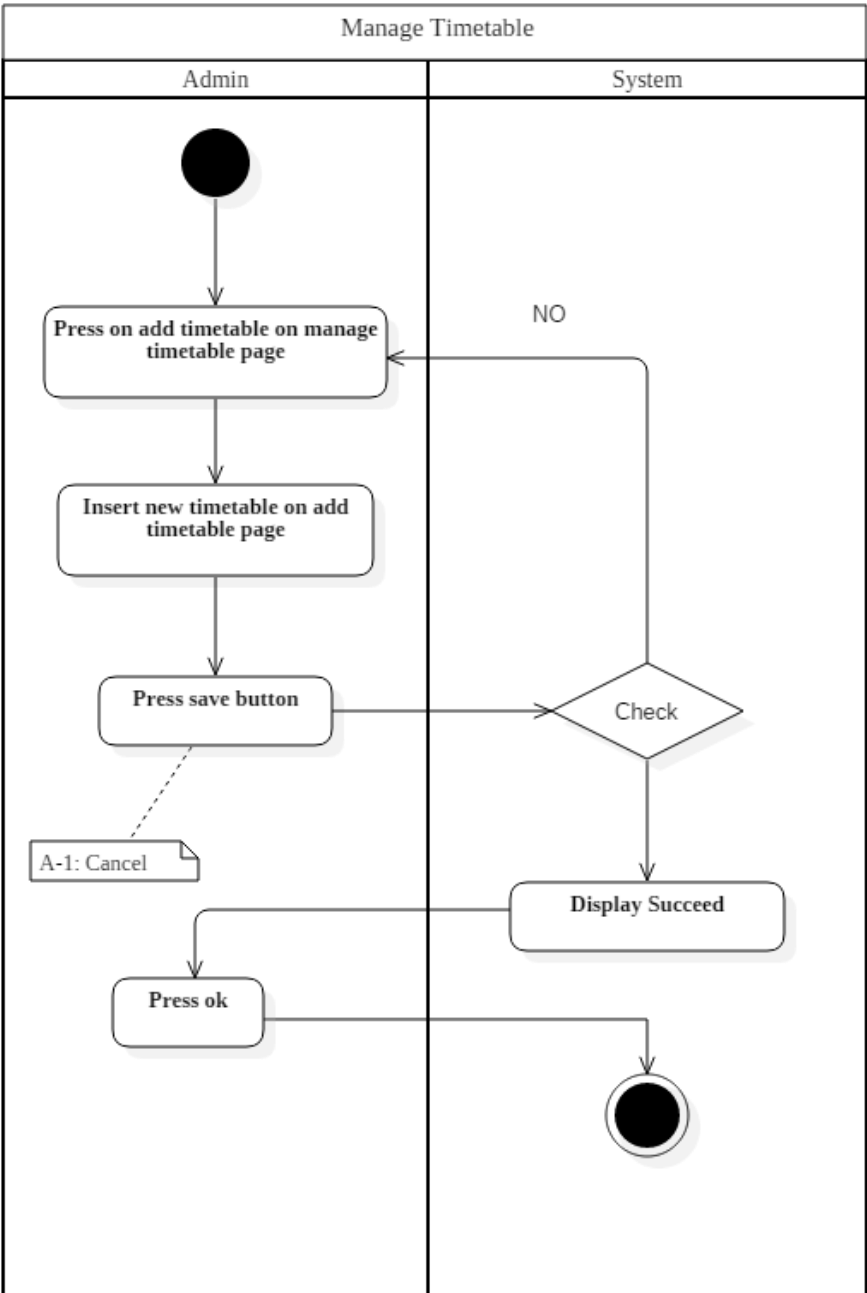 Manage Timetable
Admin
System
NO
Press on add timetable on manage
timetable page
Insert new timetable on add
timetable page
Press save button
Check
A-1: Cancel
Display Succeed
Press ok